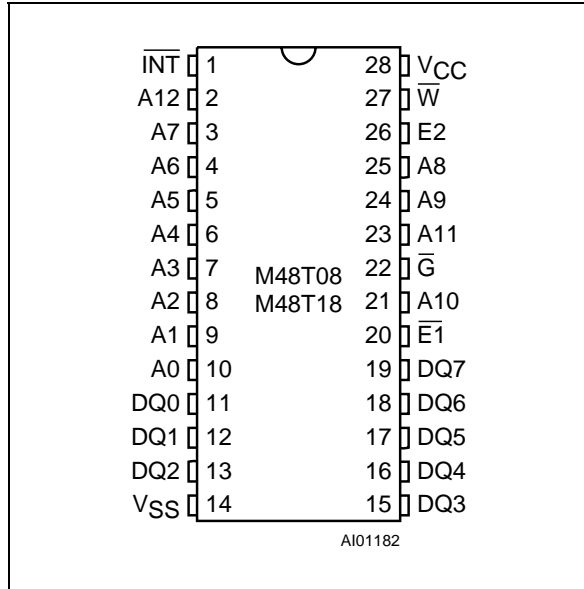 I̅N̅T̅ 1 28 VCC
A12 2 27 W̅
A7 3 26 E2
A6 4 25 A8
A5 5 24 A9
A4 6 23 A11
A3 7 22 G̅
A2 8 21 A10
A1 9 20 E̅1̅
A0 10 19 DQ7
DQ0 11 18 DQ6
DQ1 12 17 DQ5
DQ2 13 16 DQ4
VSS 14 15 DQ3
M48T08
M48T18
AI01182